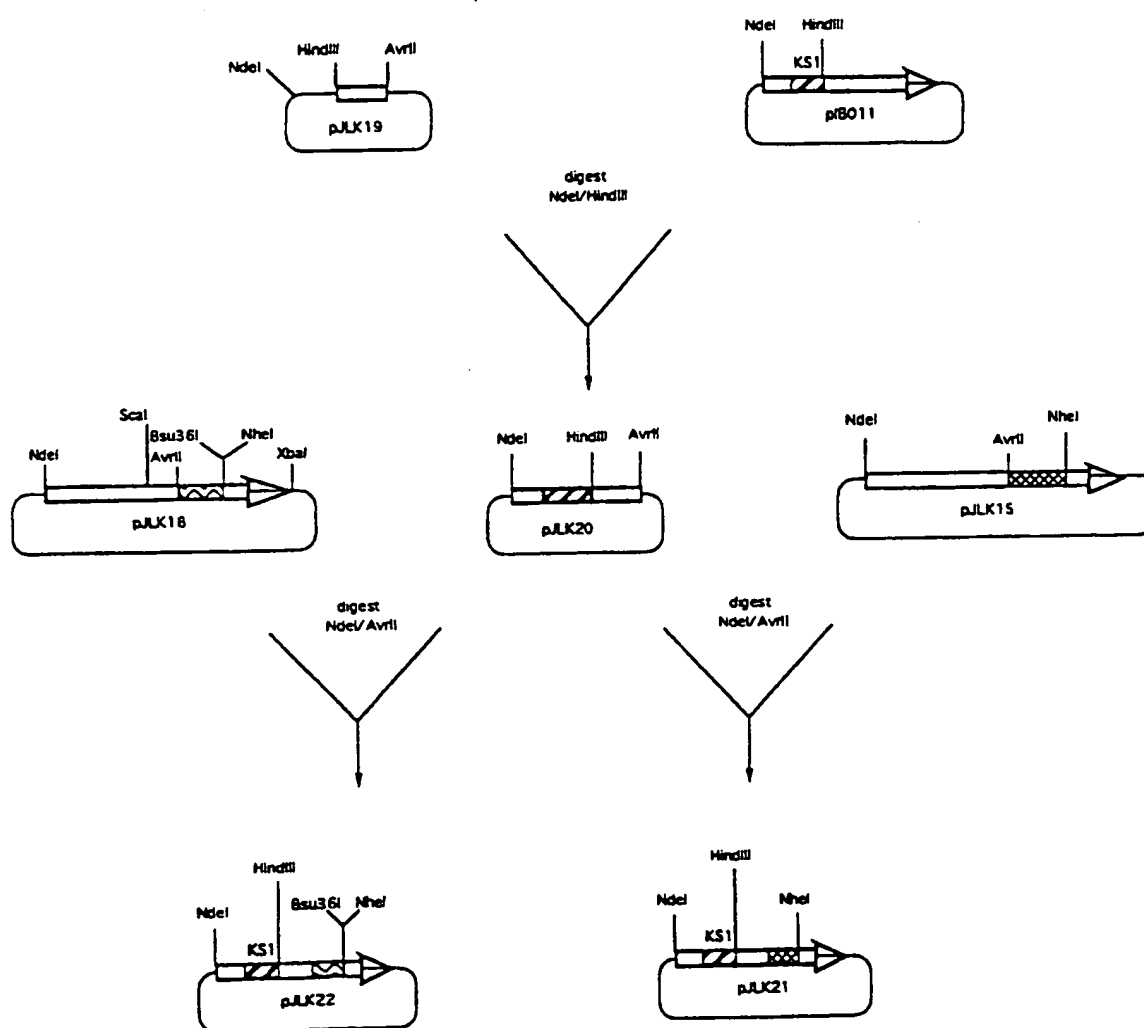 HindIII
AvrII
NdeI
pJLK19
NdeI
HindIII
KS1
pIB011
digest
NdeI/HindIII
ScaI
Bsu36I
NheI
NdeI
AvrII
XbaI
pJLK18
NdeI
HindIII
AvrII
pJLK20
NheI
NdeI
AvrII
pJLK15
digest
NdeI/AvrII
digest
NdeI/AvrII
HindIII
Bsu36I
NheI
NdeI
KS1
pJLK22
HindIII
NdeI
KS1
NheI
pJLK21